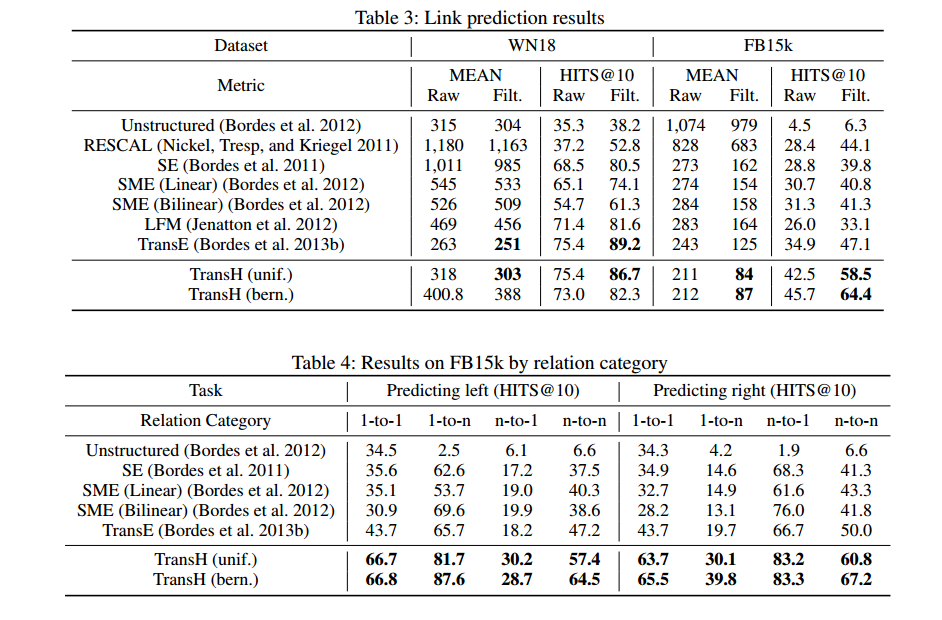 Table 3: Link prediction results
Dataset WN18 FB15k
Metric MEAN HITS@10 MEAN HITS@10
Raw Filt. Raw Filt. Raw Filt. Raw Filt.
Unstructured (Bordes et al. 2012) 315 304 35.3 38.2 1,074 979 4.5 6.3
RESCAL (Nickel, Tresp, and Kriegel 2011) 1,180 1,163 37.2 52.8 828 683 28.4 44.1
SE (Bordes et al. 2011) 1,011 985 68.5 80.5 273 162 28.8 39.8
SME (Linear) (Bordes et al. 2012) 545 533 65.1 74.1 274 154 30.7 40.8
SME (Bilinear) (Bordes et al. 2012) 526 509 54.7 61.3 284 158 31.3 41.3
LFM (Jenatton et al. 2012) 469 456 71.4 81.6 283 164 26.0 33.1
TransE (Bordes et al. 2013b) 263 251 75.4 89.2 243 125 34.9 47.1
TransH (unif.) 318 303 75.4 86.7 211 84 42.5 58.5
TransH (bern.) 400.8 388 73.0 82.3 212 87 45.7 64.4
Table 4: Results on FB15k by relation category
Task Predicting left (HITS@10) Predicting right (HITS@10)
Relation Category 1-to-1 1-to-n n-to-1 n-to-n 1-to-1 1-to-n n-to-1 n-to-n
Unstructured (Bordes et al. 2012) 34.5 2.5 6.1 6.6 34.3 4.2 1.9 6.6
SE (Bordes et al. 2011) 35.6 62.6 17.2 37.5 34.9 14.6 68.3 41.3
SME (Linear) (Bordes et al. 2012) 35.1 53.7 19.0 40.3 32.7 14.9 61.6 43.3
SME (Bilinear) (Bordes et al. 2012) 30.9 69.6 19.9 38.6 28.2 13.1 76.0 41.8
TransE (Bordes et al. 2013b) 43.7 65.7 18.2 47.2 43.7 19.7 66.7 50.0
TransH (unif.) 66.7 81.7 30.2 57.4 63.7 30.1 83.2 60.8
TransH (bern.) 66.8 87.6 28.7 64.5 65.5 39.8 83.3 67.2